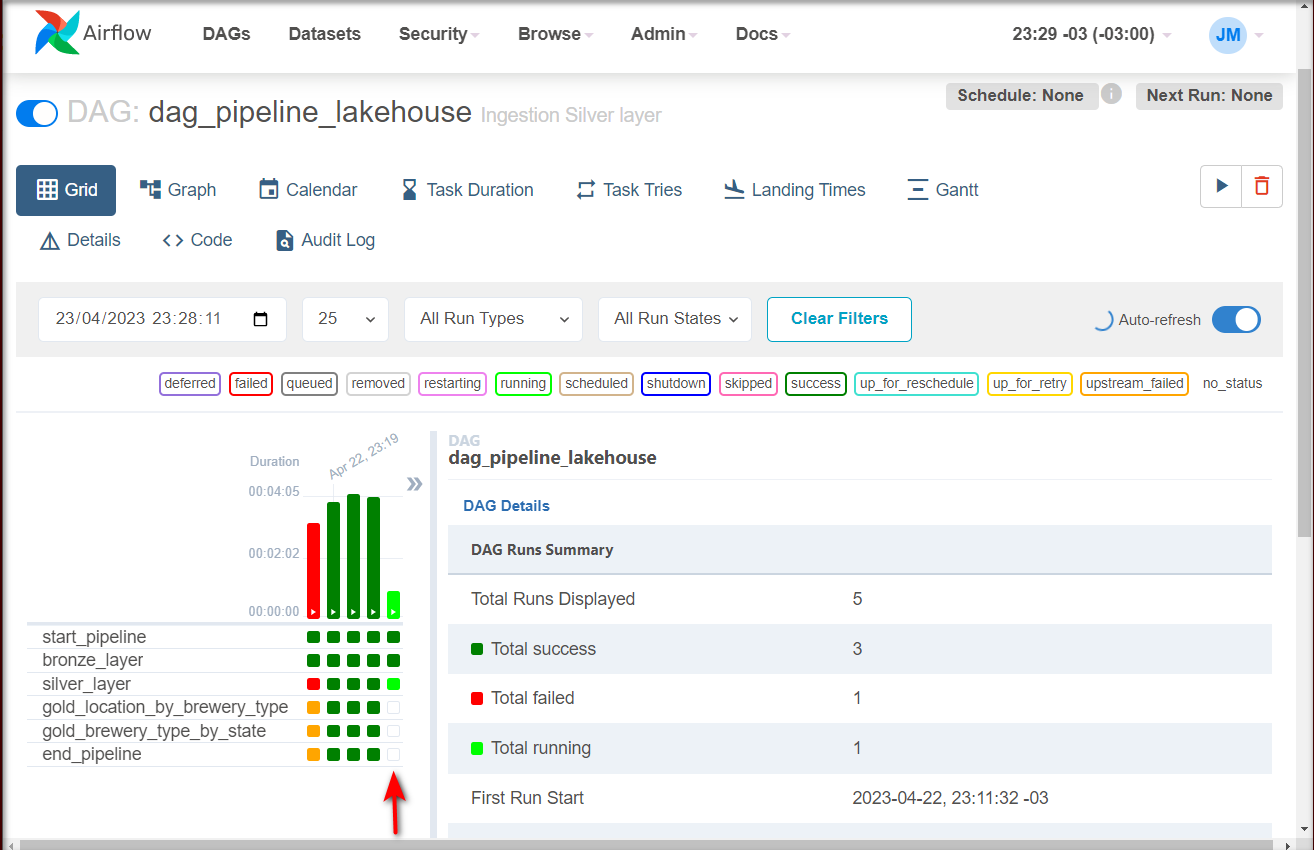 Airflow DAGs Datasets Security Browse Admin Docs 23:29 -03 (-03:00) JM
DAG: dag_pipeline_lakehouse Ingestion Silver layer
Schedule: None i Next Run: None
Grid Graph Calendar Task Duration Task Tries Landing Times Gantt
Details Code Audit Log
23/04/2023 23:28:11 25 All Run Types All Run States Clear Filters Auto-refresh
deferred failed queued removed restarting running scheduled shutdown skipped success up_for_reschedule up_for_retry upstream_failed no_status
Apr 22, 23:19
Duration
00:04:05
00:02:02
00:00:00
start_pipeline
bronze_layer
silver_layer
gold_location_by_brewery_type
gold_brewery_type_by_state
end_pipeline
DAG
dag_pipeline_lakehouse
DAG Details
DAG Runs Summary
Total Runs Displayed 5
Total success 3
Total failed 1
Total running 1
First Run Start 2023-04-22, 23:11:32 -03